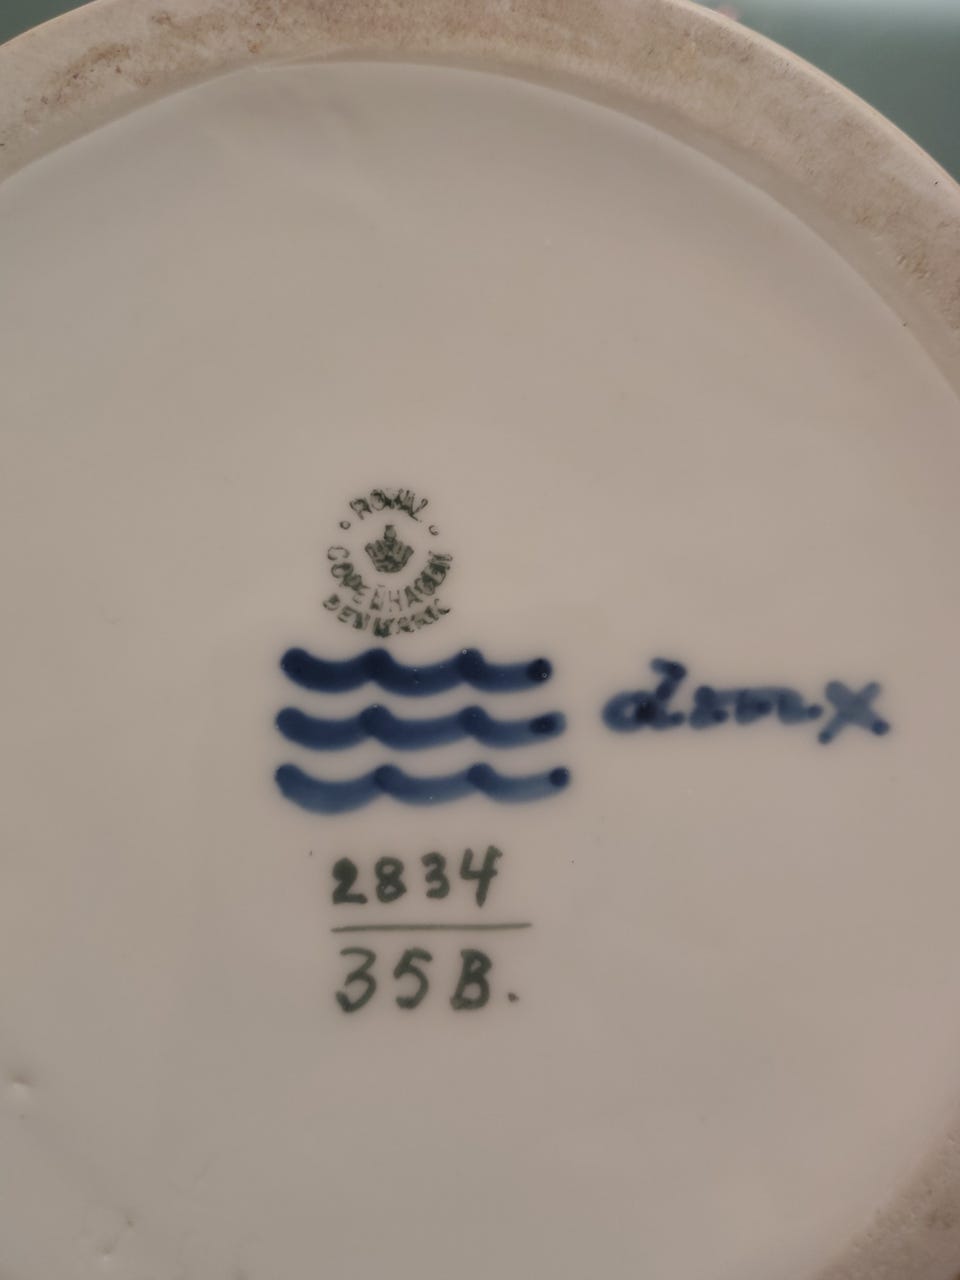 ROYAL
COPENHAGEN
DENMARK
2834
35B.